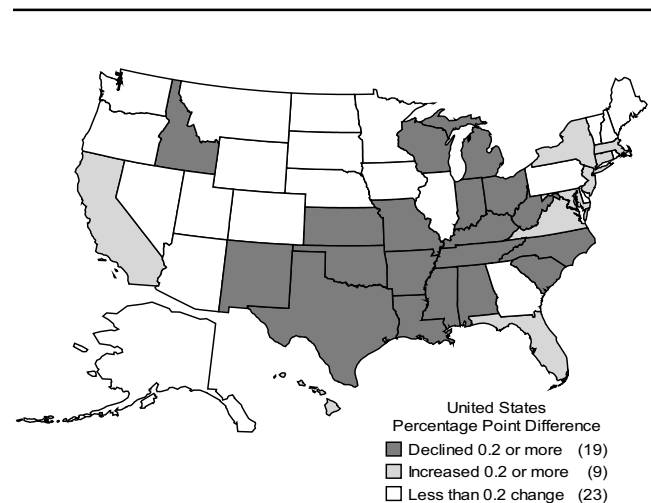 United States
Percentage Point Difference
Declined 0.2 or more (19)
Increased 0.2 or more (9)
Less than 0.2 change (23)